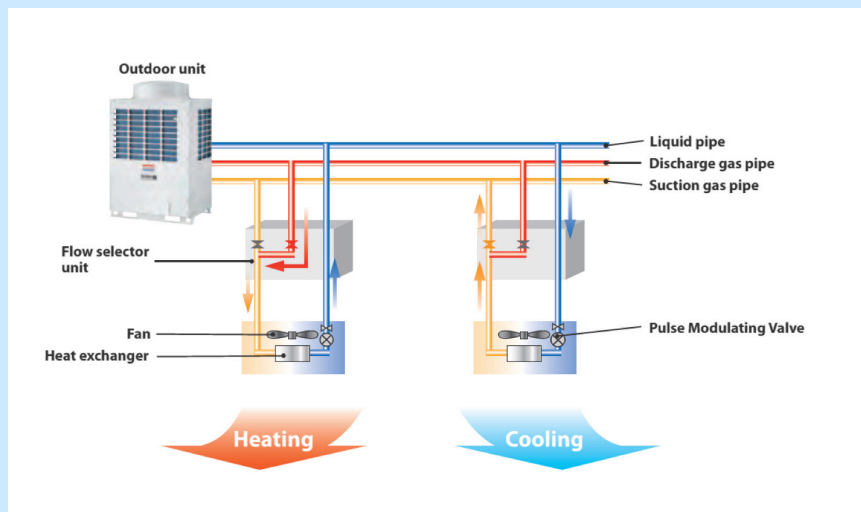 Outdoor unit
Liquid pipe
Discharge gas pipe
Suction gas pipe
Flow selector
unit
Fan
Heat exchanger
Pulse Modulating Valve
Heating
Cooling